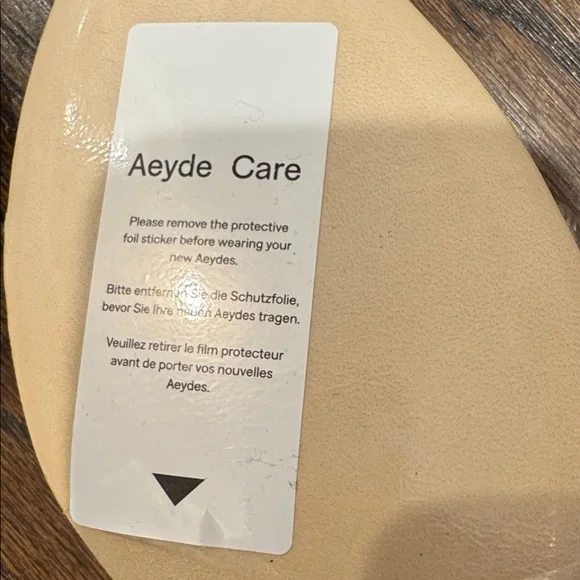 Aeyde Care
Please remove the protective
foil sticker before wearing your
new Aeydes.
Bitte entfernen Sie die Schutzfolie,
bevor Sie Ihre neuen Aeydes tragen.
Veuillez retirer le film protecteur
avant de porter vos nouvelles
Aeydes.